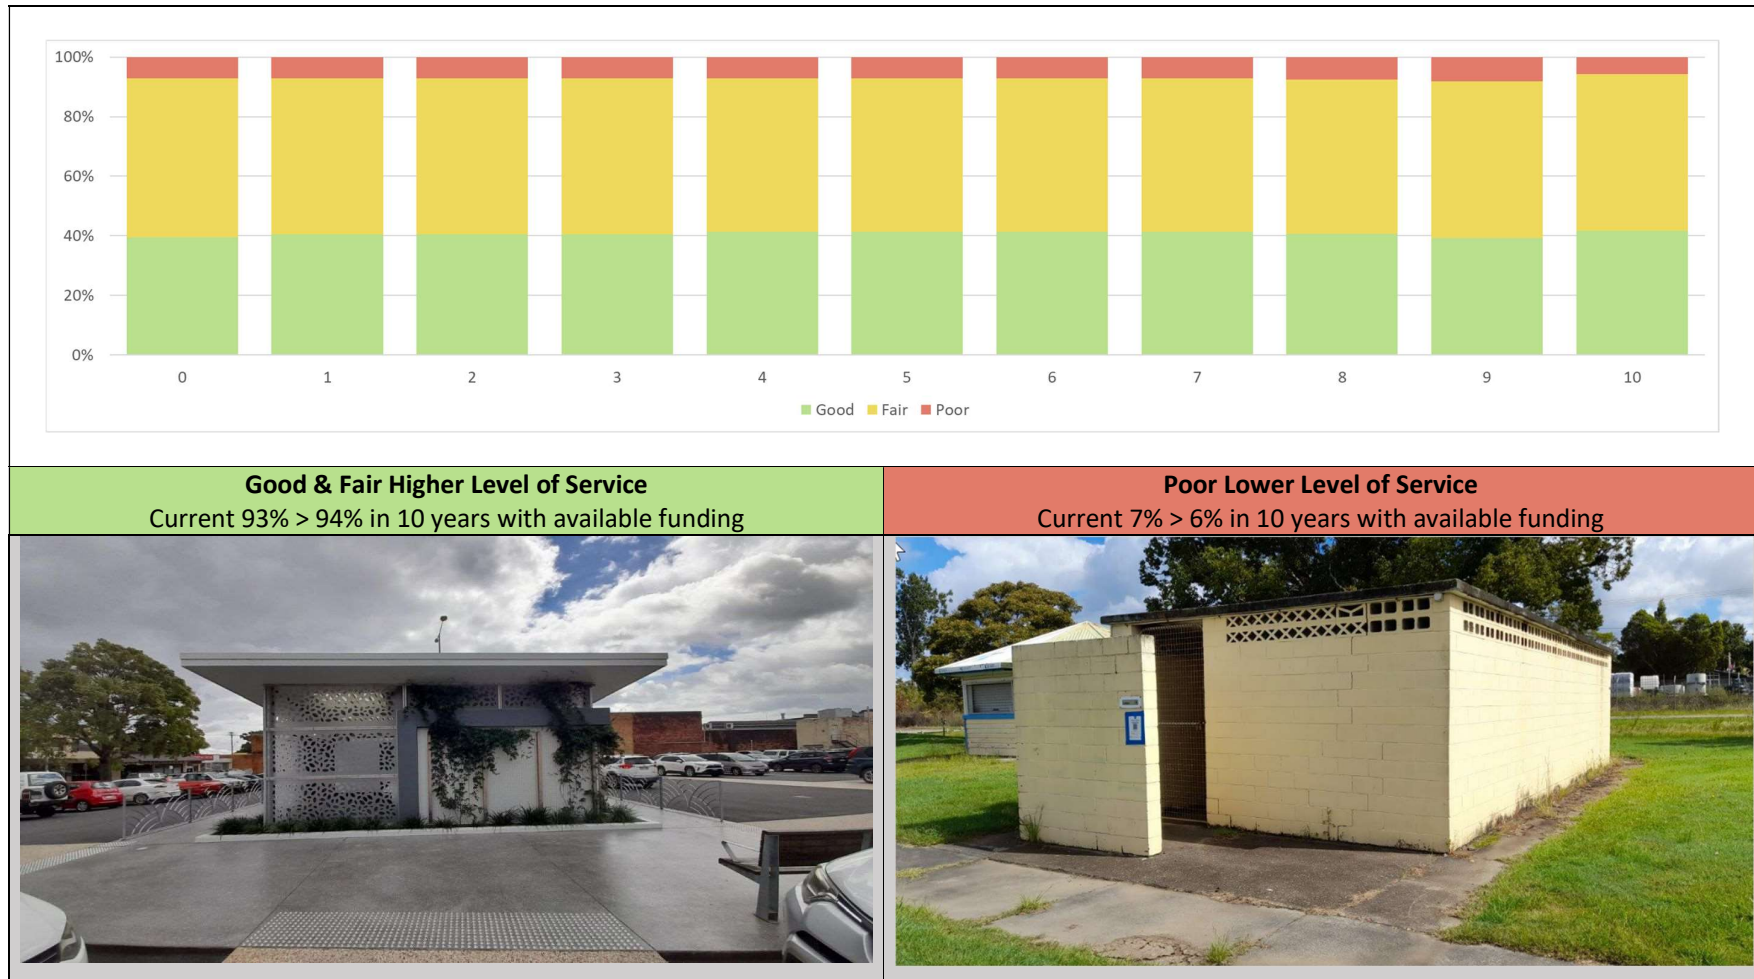 100%
80%
60%
40%
20%
0%
0 1 2 3 4 5 6 7 8 9 10
Good Fair Poor
Good & Fair Higher Level of Service
Current 93% > 94% in 10 years with available funding
Poor Lower Level of Service
Current 7% > 6% in 10 years with available funding